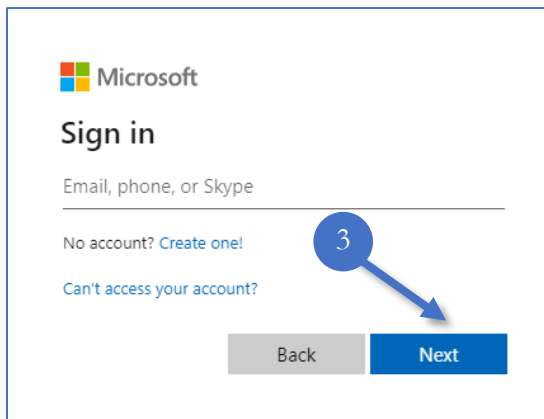 Microsoft
Sign in
Email, phone, or Skype
No account? Create one!
3
Can't access your account?
Back Next